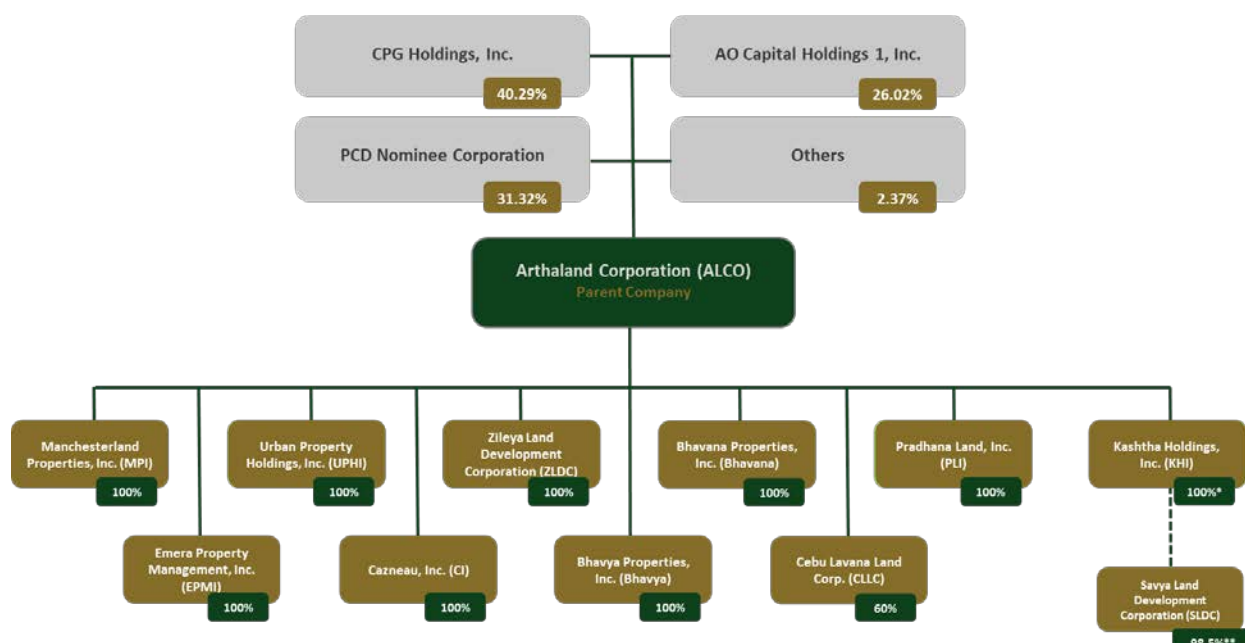 CPG Holdings, Inc.
40.29%
AO Capital Holdings 1, Inc.
26.02%
PCD Nominee Corporation
31.32%
Others
2.37%
Arthaland Corporation (ALCO)
Parent Company
Manchesterland
Properties, Inc. (MPI)
100%
Urban Property
Holdings, Inc. (UPHI)
100%
Zileya Land
Development
Corporation (ZLDC)
100%
Bhavana Properties,
Inc. (Bhavana)
100%
Pradhana Land, Inc.
(PLI)
100%
Kashtha Holdings,
Inc. (KHI)
100%*
Emera Property
Management, Inc.
(EPMI)
100%
Cazneau, Inc. (CI)
100%
Bhavya Properties,
Inc. (Bhavya)
100%
Cebu Lavana Land
Corp. (CLLC)
60%
Savya Land
Development
Corporation (SLDC)
98.5%**